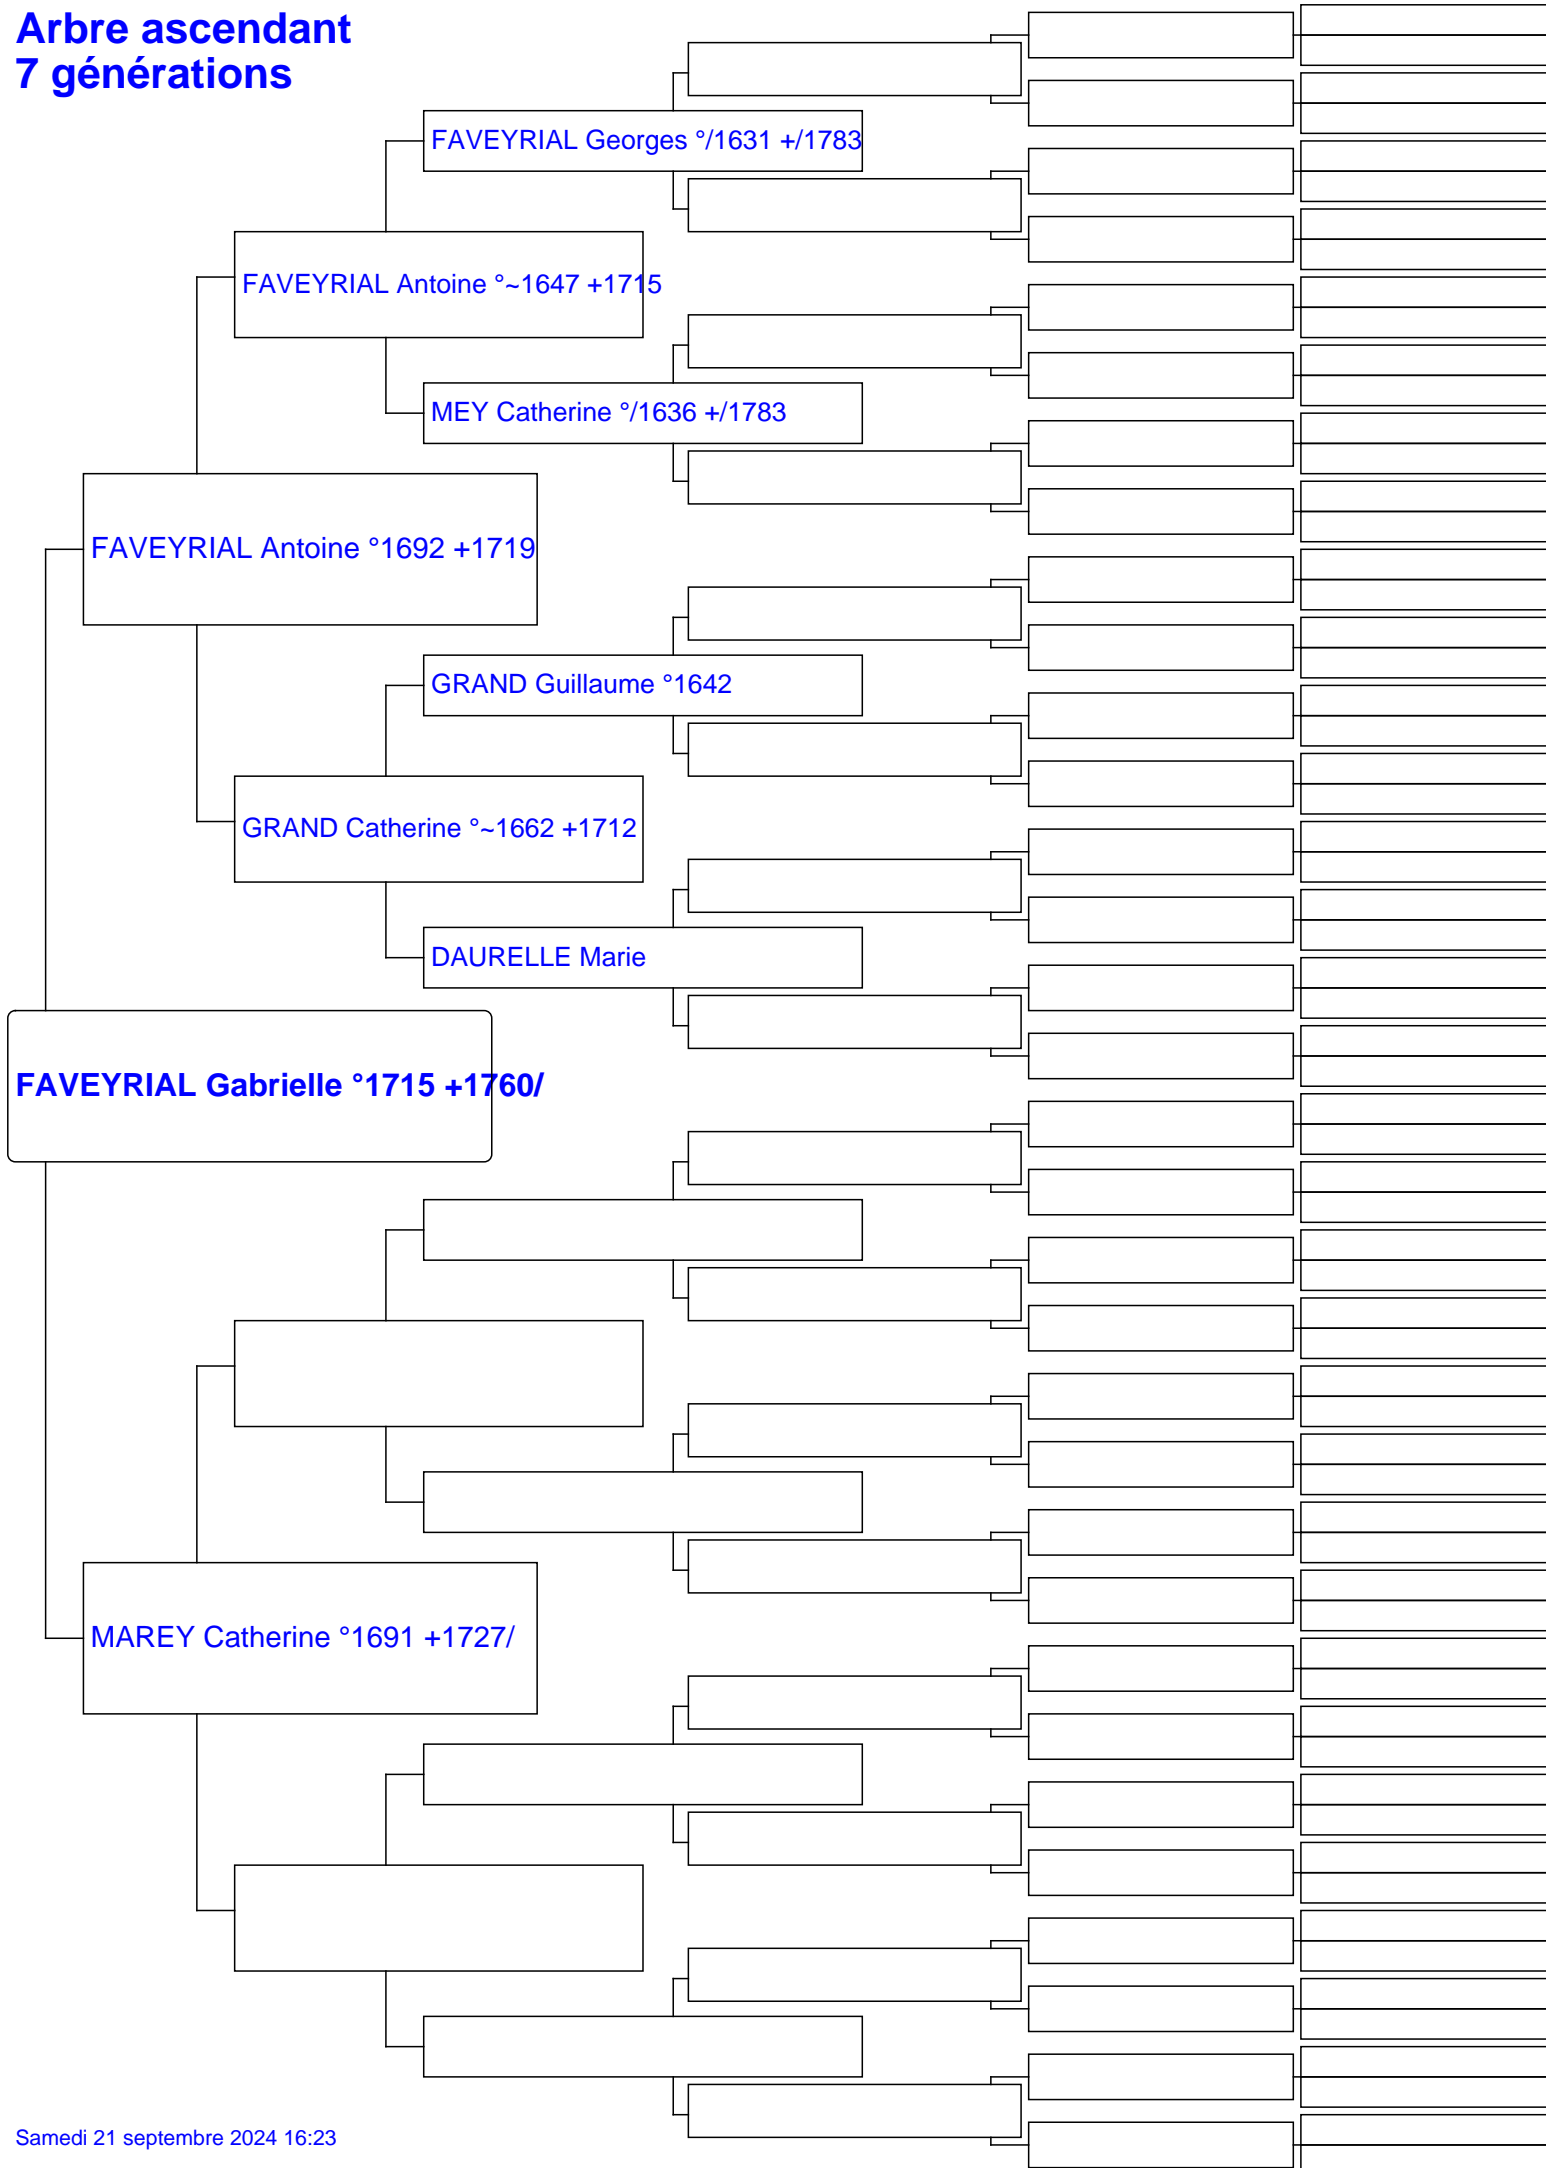 Arbre ascendant
7 générations
FAVEYRIAL Georges °/1631 +/1783
FAVEYRIAL Antoine °~1647 +1715
MEY Catherine °/1636 +/1783
FAVEYRIAL Antoine °1692 +1719
GRAND Guillaume °1642
GRAND Catherine °~1662 +1712
DAURELLE Marie
FAVEYRIAL Gabrielle °1715 +1760/
MAREY Catherine °1691 +1727/
Samedi 21 septembre 2024 16:23